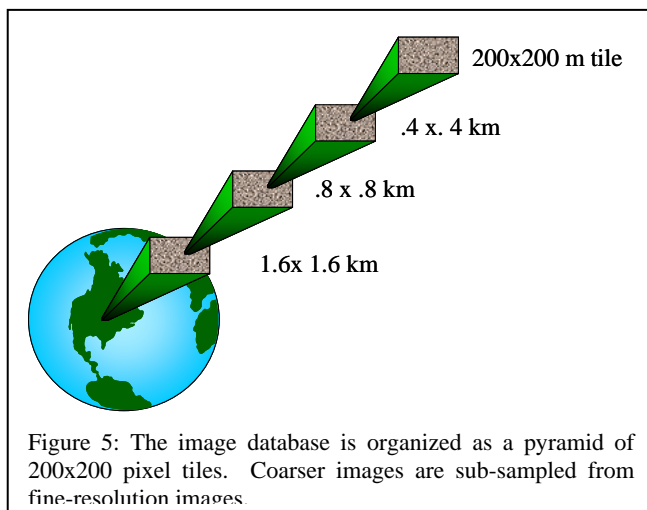 200x200 m tile
.4 x. 4 km
.8 x .8 km
1.6x 1.6 km
Figure 5: The image database is organized as a pyramid of
200x200 pixel tiles. Coarser images are sub-sampled from
fine-resolution images.